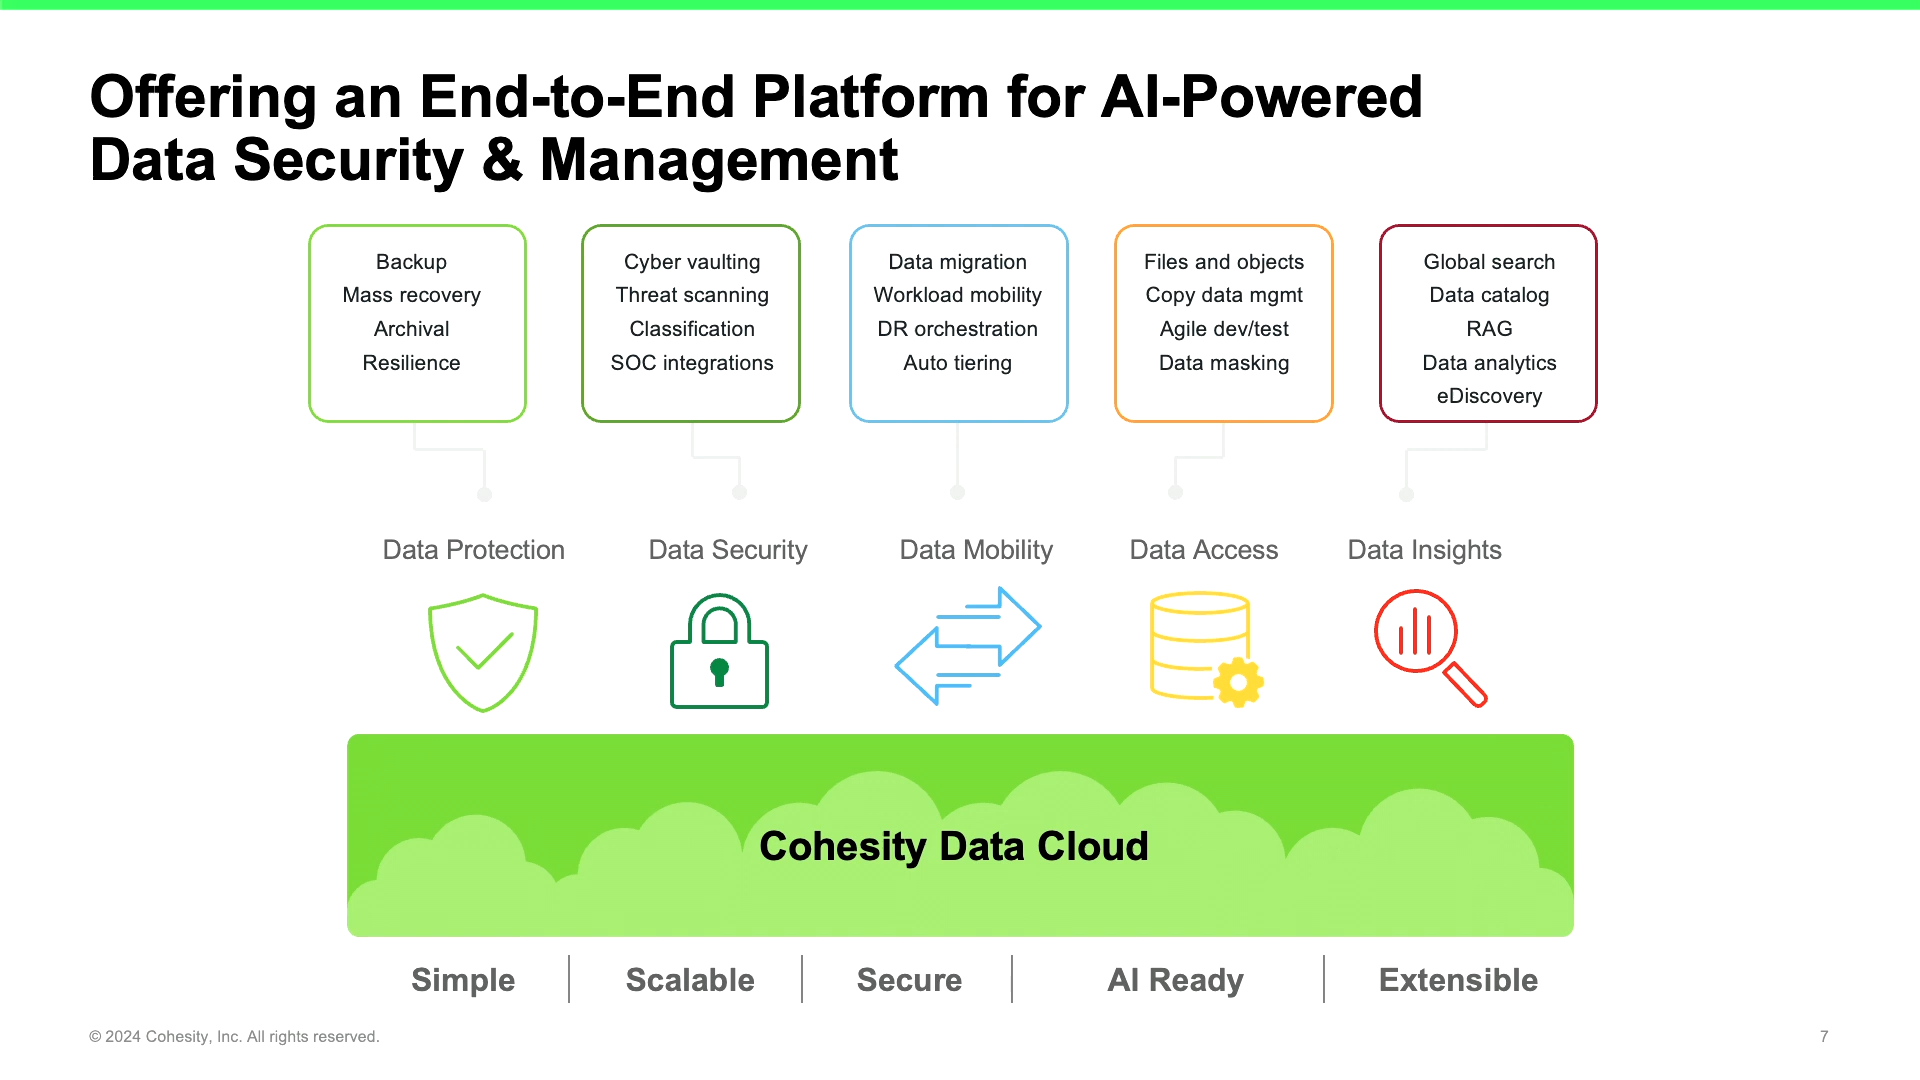 Offering an End-to-End Platform for AI-Powered
Data Security & Management
Backup
Mass recovery
Archival
Resilience
Cyber vaulting
Threat scanning
Classification
SOC integrations
Data migration
Workload mobility
DR orchestration
Auto tiering
Files and objects
Copy data mgmt
Agile dev/test
Data masking
Global search
Data catalog
RAG
Data analytics
eDiscovery
Data Protection
Data Security
Data Mobility
Data Access
Data Insights
Cohesity Data Cloud
Simple
Scalable
Secure
AI Ready
Extensible
© 2024 Cohesity, Inc. All rights reserved.
7